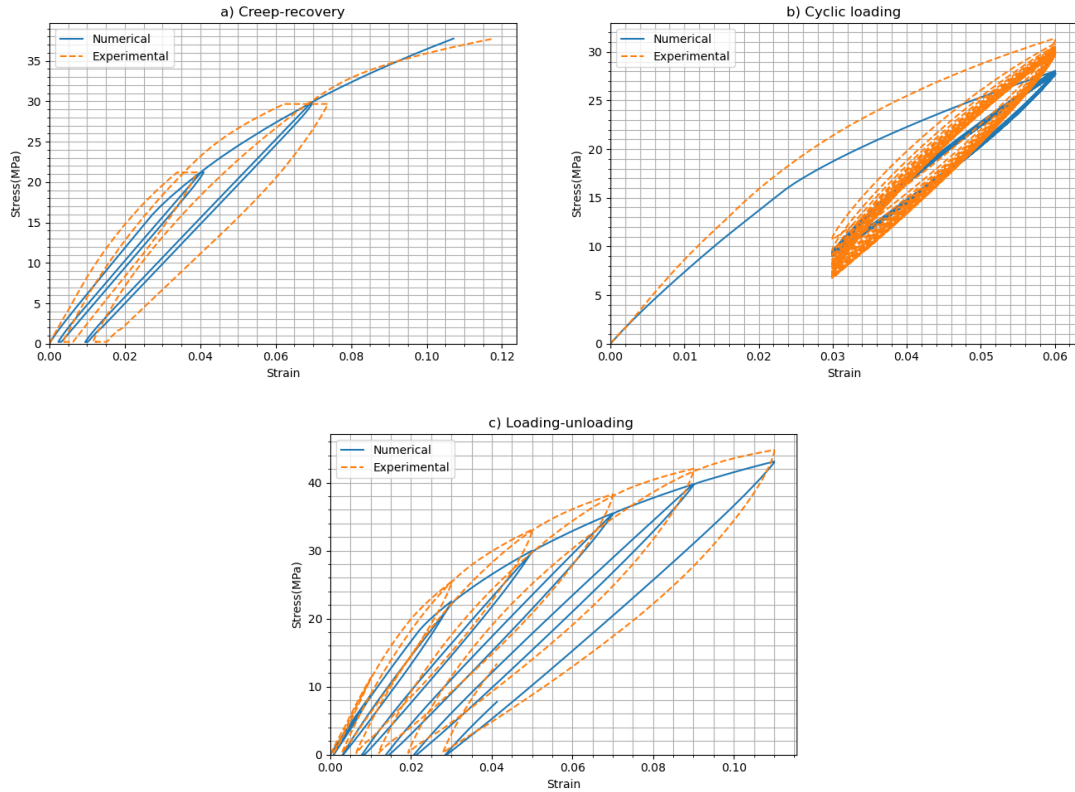 a) Creep-recovery
Numerical
Experimental
Stress(MPa)
35
30
25
20
15
10
5
0
0.00 0.02 0.04 0.06 0.08 0.10 0.12
Strain
b) Cyclic loading
Numerical
Experimental
Stress(MPa)
30
25
20
15
10
5
0
0.00 0.01 0.02 0.03 0.04 0.05 0.06
Strain
c) Loading-unloading
Numerical
Experimental
Stress(MPa)
40
30
20
10
0
0.00 0.02 0.04 0.06 0.08 0.10
Strain